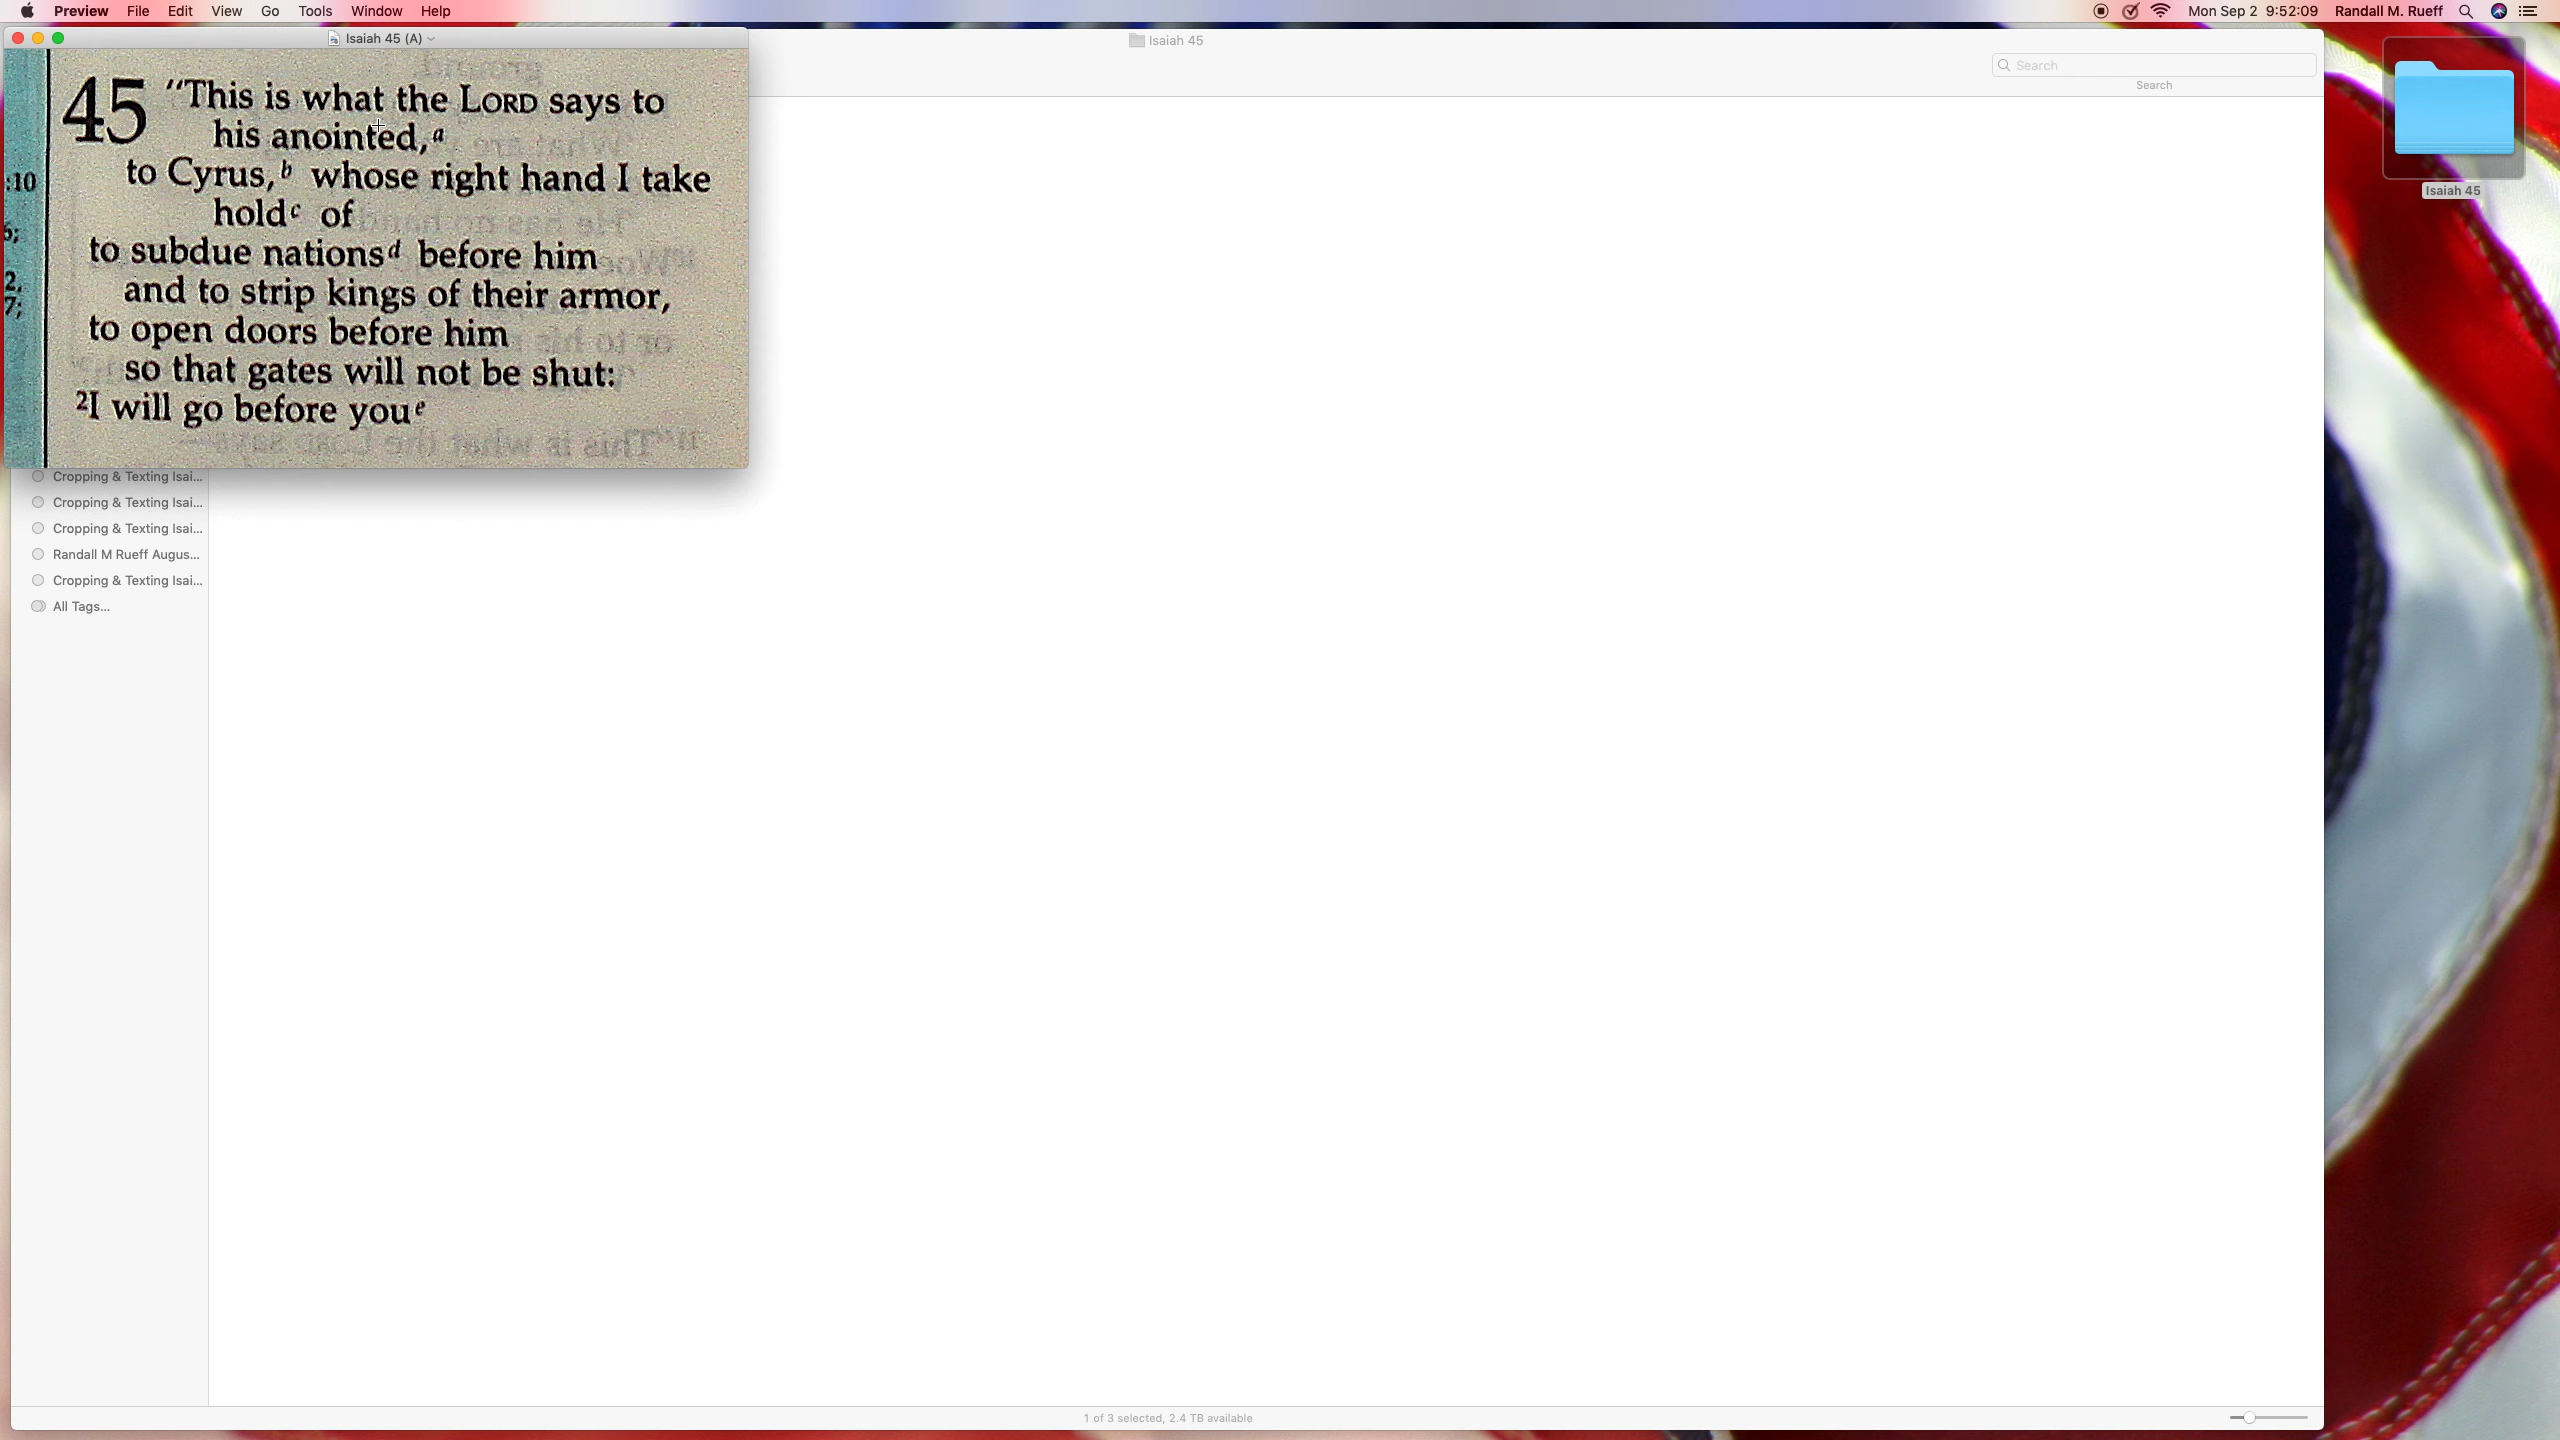 Preview File Edit View Go Tools Window Help
Mon Sep 2 9:52:09 Randall M. Rueff
Isaiah 45 (A)
Isaiah 45
Search
Search
Isaiah 45
45 "This is what the LORD says to
his anointed,a
to Cyrus,b whose right hand I take
holdc of
to subdue nationsd before him
and to strip kings of their armor,
to open doors before him
so that gates will not be shut:
2I will go before youe
:10
6;
2,
7;
Cropping & Texting Isai...
Cropping & Texting Isai...
Cropping & Texting Isai...
Randall M Rueff Augus...
Cropping & Texting Isai...
All Tags...
1 of 3 selected, 2.4 TB available